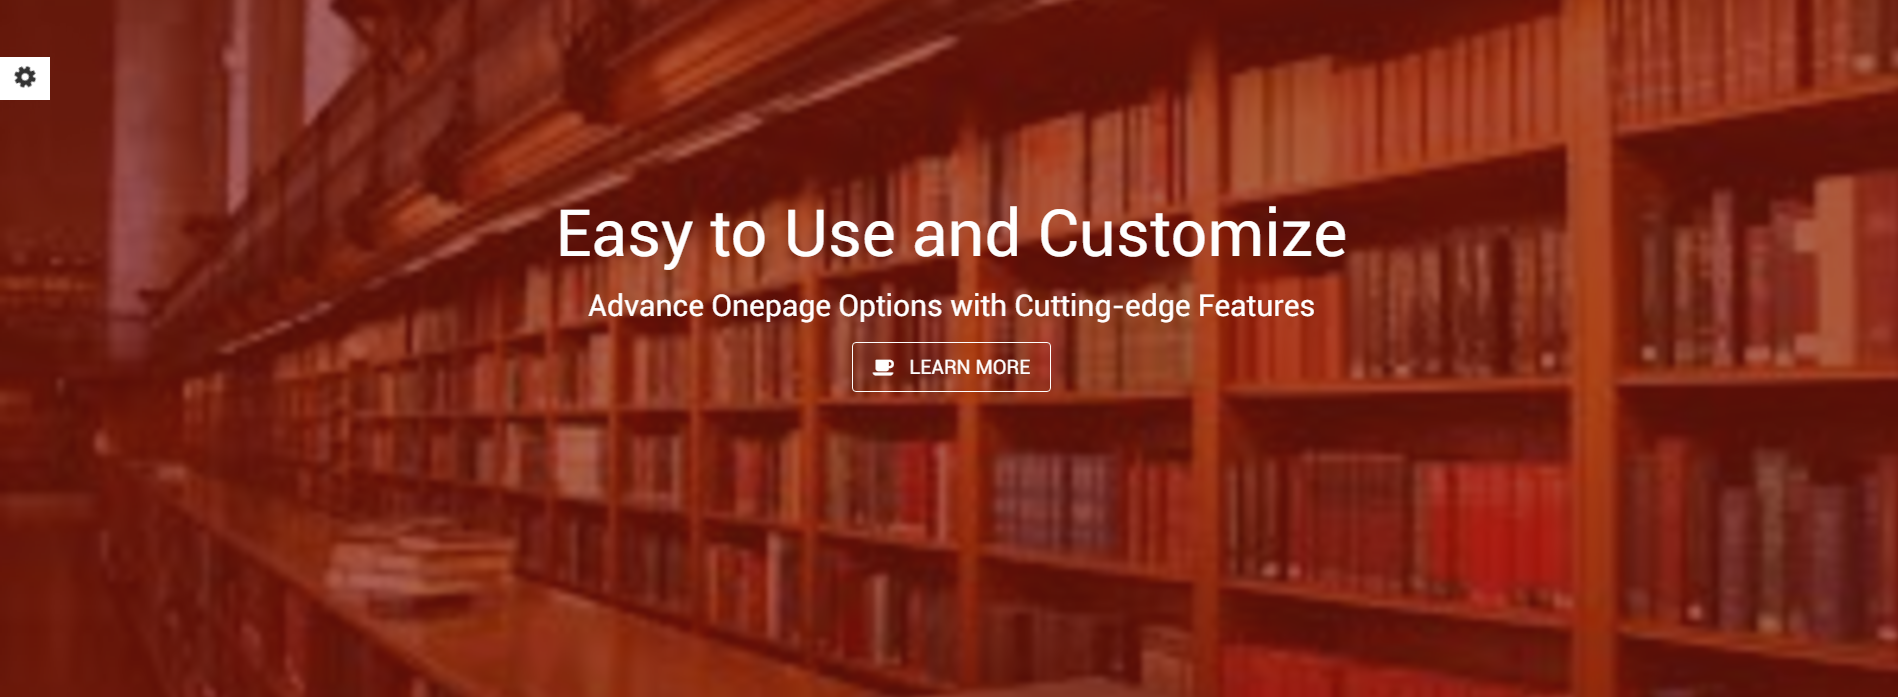 Easy to Use and Customize
Advance Onepage Options with Cutting-edge Features
LEARN MORE